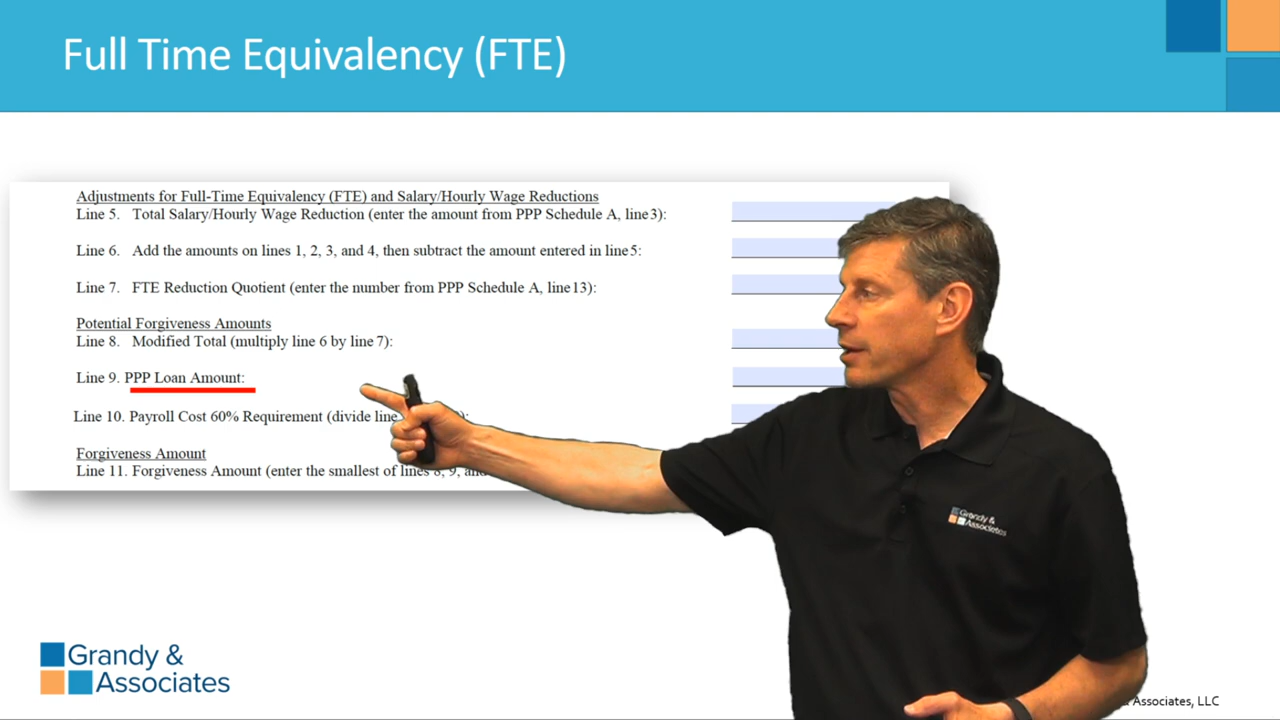 Full Time Equivalency (FTE)
Adjustments for Full-Time Equivalency (FTE) and Salary/Hourly Wage Reductions
Line 5. Total Salary/Hourly Wage Reduction (enter the amount from PPP Schedule A, line 3):
Line 6. Add the amounts on lines 1, 2, 3, and 4, then subtract the amount entered in line 5:
Line 7. FTE Reduction Quotient (enter the number from PPP Schedule A, line 13):
Potential Forgiveness Amounts
Line 8. Modified Total (multiply line 6 by line 7):
Line 9. PPP Loan Amount:
Line 10. Payroll Cost 60% Requirement (divide line
Forgiveness Amount
Line 11. Forgiveness Amount (enter the smallest of lines 8, 9, and
Grandy &
Associates
Grandy &
Associates
Associates, LLC